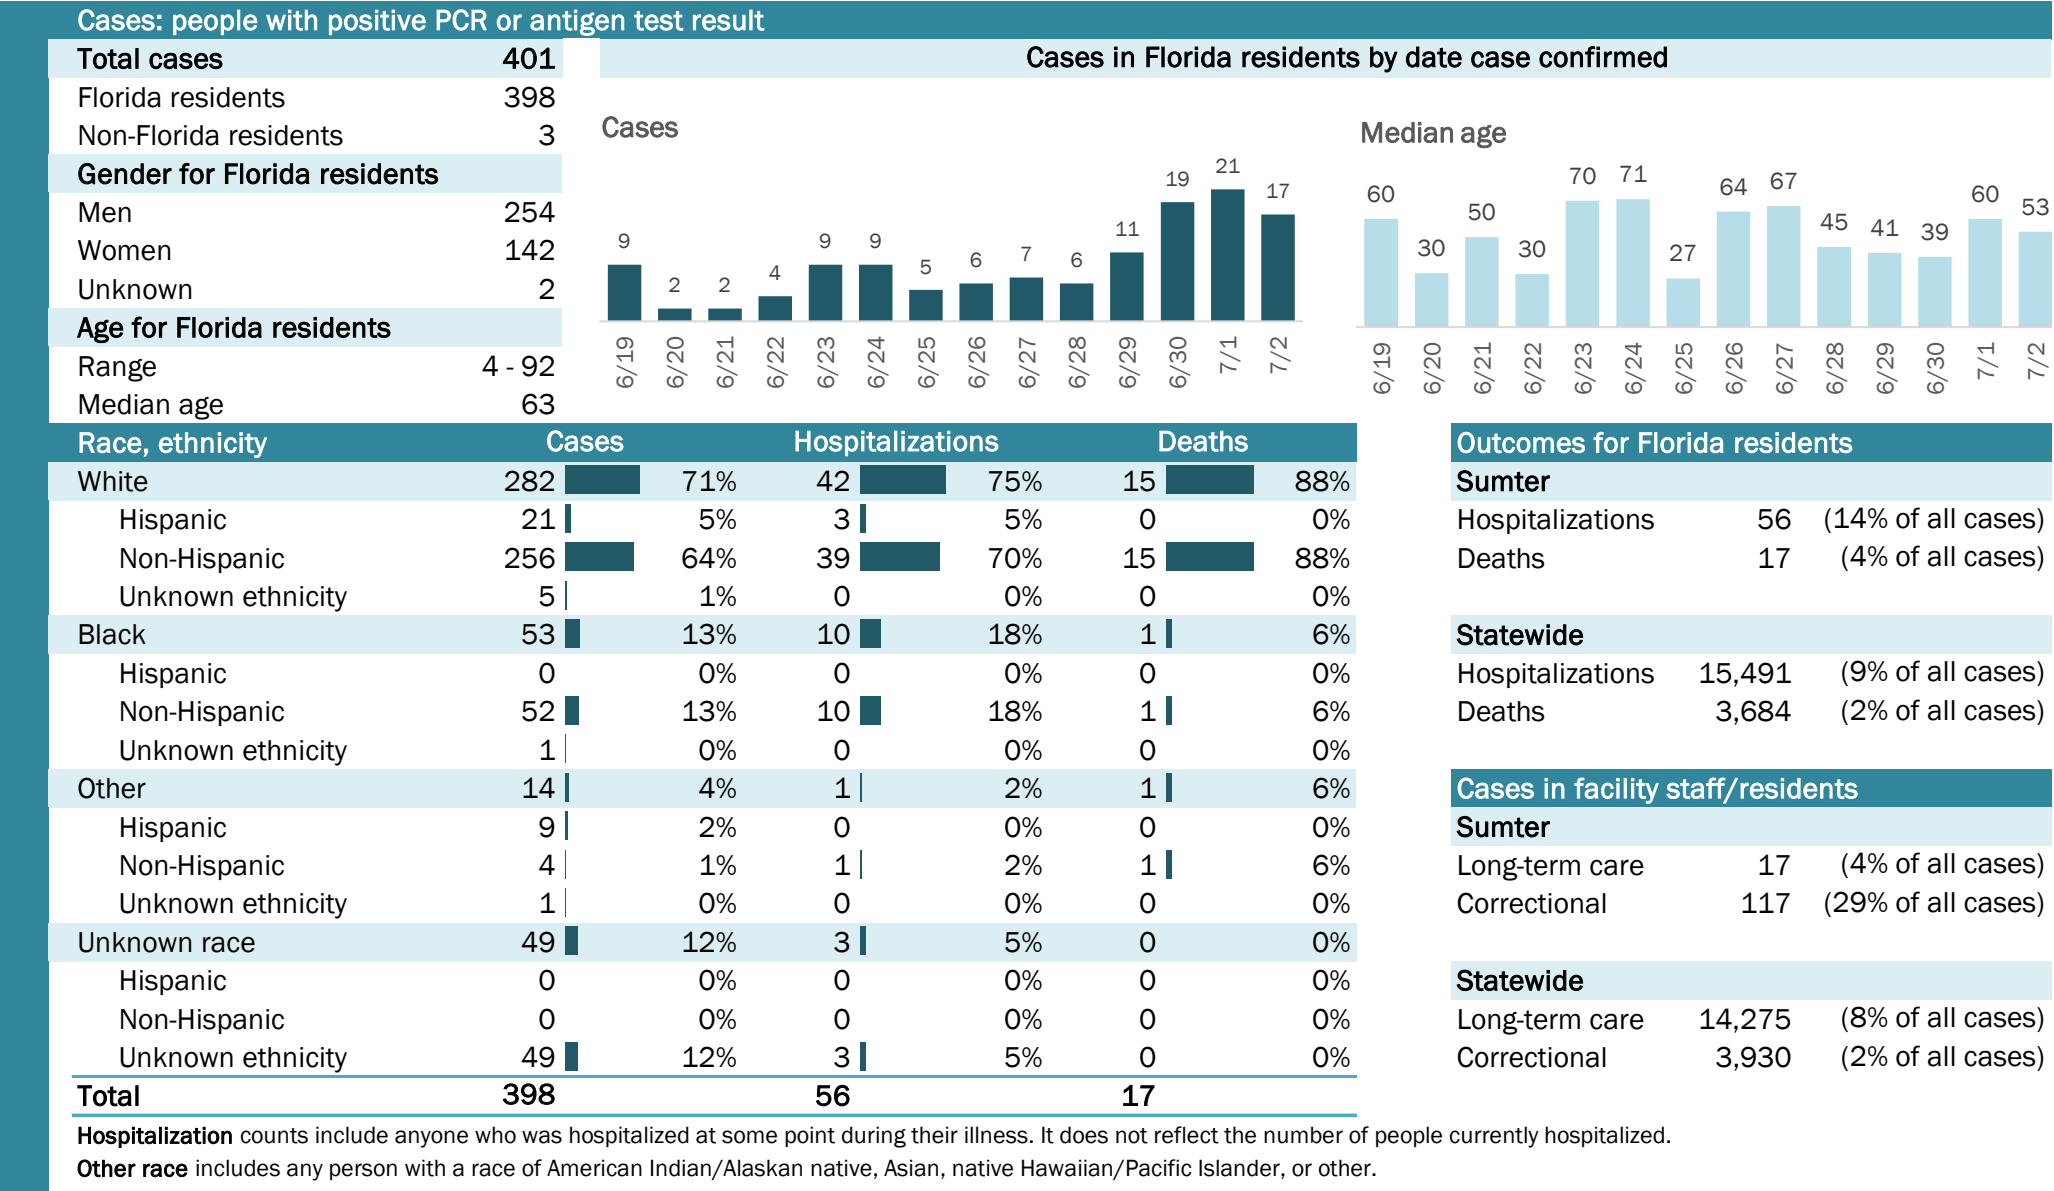 Cases: people with positive PCR or antigen test result
Total cases 401
Florida residents 398
Non-Florida residents 3
Gender for Florida residents
Men 254
Women 142
Unknown 2
Age for Florida residents
Range 4 - 92
Median age 63
Cases in Florida residents by date case confirmed
Cases
9 2 2 4 9 9 5 6 7 6 11 19 21 17
6/19 6/20 6/21 6/22 6/23 6/24 6/25 6/26 6/27 6/28 6/29 6/30 7/1 7/2
Median age
60 30 50 30 70 71 27 64 67 45 41 39 60 53
6/19 6/20 6/21 6/22 6/23 6/24 6/25 6/26 6/27 6/28 6/29 6/30 7/1 7/2
Race, ethnicity Cases Hospitalizations Deaths
White 282 71% 42 75% 15 88%
Hispanic 21 5% 3 5% 0 0%
Non-Hispanic 256 64% 39 70% 15 88%
Unknown ethnicity 5 1% 0 0% 0 0%
Black 53 13% 10 18% 1 6%
Hispanic 0 0% 0 0% 0 0%
Non-Hispanic 52 13% 10 18% 1 6%
Unknown ethnicity 1 0% 0 0% 0 0%
Other 14 4% 1 2% 1 6%
Hispanic 9 2% 0 0% 0 0%
Non-Hispanic 4 1% 1 2% 1 6%
Unknown ethnicity 1 0% 0 0% 0 0%
Unknown race 49 12% 3 5% 0 0%
Hispanic 0 0% 0 0% 0 0%
Non-Hispanic 0 0% 0 0% 0 0%
Unknown ethnicity 49 12% 3 5% 0 0%
Total 398 56 17
Outcomes for Florida residents
Sumter
Hospitalizations 56 (14% of all cases)
Deaths 17 (4% of all cases)
Statewide
Hospitalizations 15,491 (9% of all cases)
Deaths 3,684 (2% of all cases)
Cases in facility staff/residents
Sumter
Long-term care 17 (4% of all cases)
Correctional 117 (29% of all cases)
Statewide
Long-term care 14,275 (8% of all cases)
Correctional 3,930 (2% of all cases)
Hospitalization counts include anyone who was hospitalized at some point during their illness. It does not reflect the number of people currently hospitalized.
Other race includes any person with a race of American Indian/Alaskan native, Asian, native Hawaiian/Pacific Islander, or other.